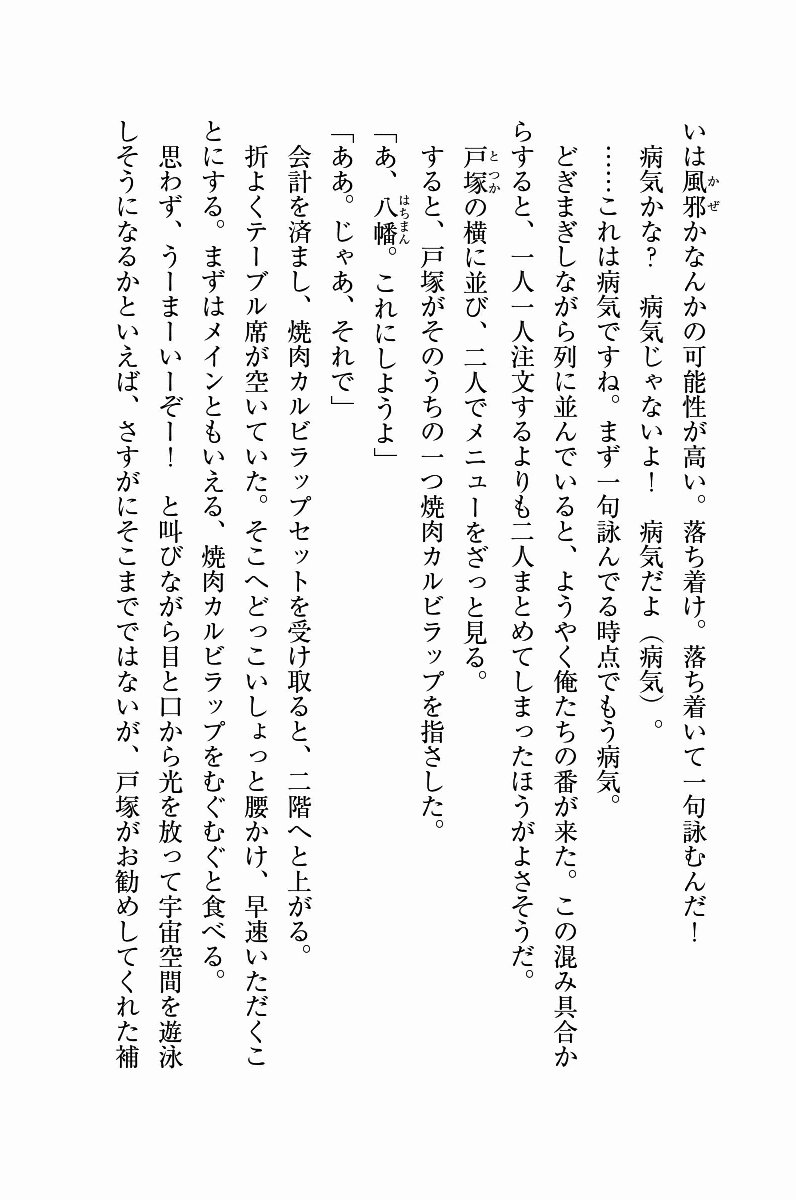 いは風邪かなんかの可能性が高い。落ち着け。落ち着いて一句詠むんだ！
病気かな？　病気じゃないよ！　病気だよ（病気）。
……これは病気ですね。まず一句詠んでる時点でもう病気。
どぎまぎしながら列に並んでいると、ようやく俺たちの番が来た。この混み具合か
らすると、一人一人注文するよりも二人まとめてしまったほうがよさそうだ。
戸塚の横に並び、二人でメニューをざっと見る。
すると、戸塚がそのうちの一つ焼肉カルビラップを指さした。
「あ、八幡。これにしようよ」
「ああ。じゃあ、それで」
会計を済まし、焼肉カルビラップセットを受け取ると、二階へと上がる。
折よくテーブル席が空いていた。そこへどっこいしょっと腰かけ、早速いただくこ
とにする。まずはメインともいえる、焼肉カルビラップをむぐむぐと食べる。
思わず、うーまーいーぞー！　と叫びながら目と口から光を放って宇宙空間を遊泳
しそうになるかといえば、さすがにそこまでではないが、戸塚がお勧めしてくれた補